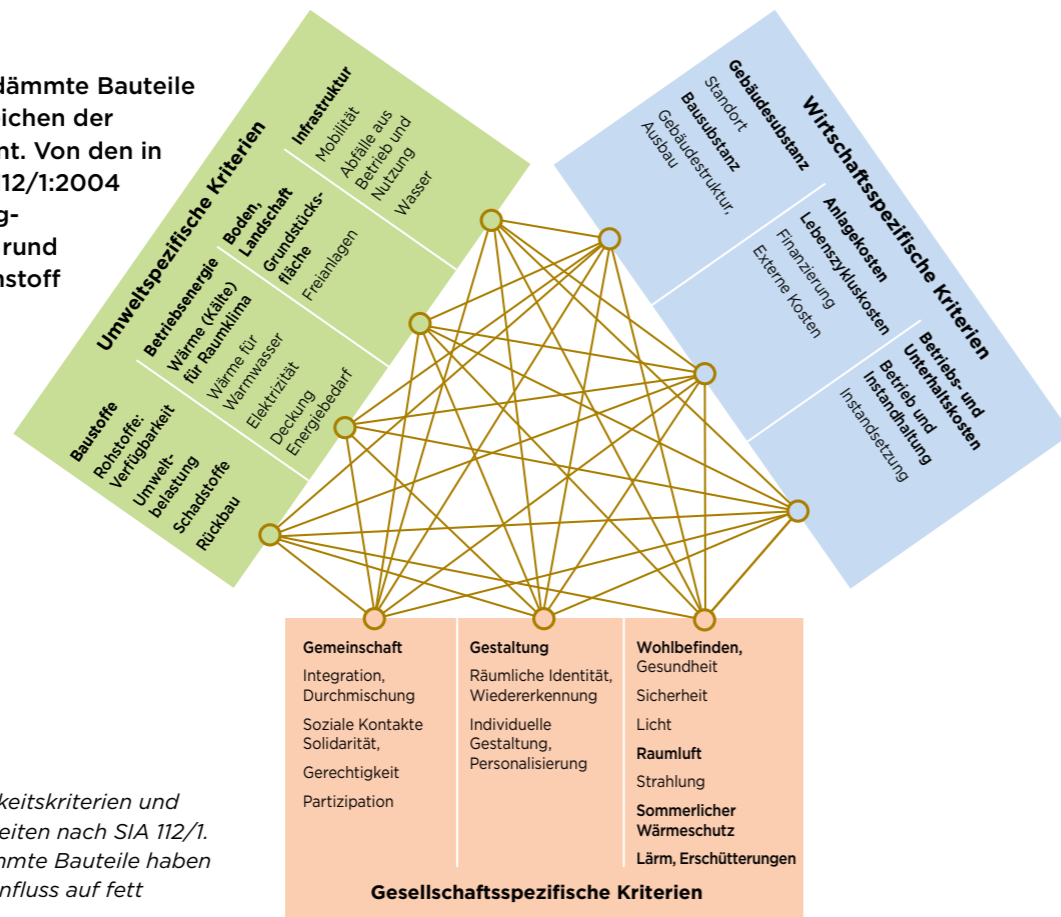 dämmte Bauteile
eichen der
nt. Von den in
112/1:2004
g-
rund
nstoff
Umweltspezifische Kriterien
Infrastruktur
Mobilität
Abfälle aus
Betrieb und
Nutzung
Wasser
Boden,
Landschaft
Grundstücks-
fläche
Freianlagen
Betriebsenergie
Wärme (Kälte)
für Raumklima
Wärme für
Warmwasser
Elektrizität
Deckung
Energiebedarf
Baustoffe
Rohstoffe:
Verfügbarkeit
Umwelt-
belastung
Schadstoffe
Rückbau
Wirtschaftsspezifische Kriterien
Gebäudesubstanz
Standort
Bausubstanz
Gebäudestruktur,
Ausbau
Anlagekosten
Lebenszykluskosten
Finanzierung
Externe Kosten
Betriebs- und
Unterhaltskosten
Betrieb und
Instandhaltung
Instandsetzung
Gemeinschaft
Integration,
Durchmischung
Soziale Kontakte
Solidarität,
Gerechtigkeit
Partizipation
Gestaltung
Räumliche Identität,
Wiedererkennung
Individuelle
Gestaltung,
Personalisierung
Wohlbefinden,
Gesundheit
Sicherheit
Licht
Raumluft
Strahlung
Sommerlicher
Wärmeschutz
Lärm, Erschütterungen
Gesellschaftsspezifische Kriterien
keitskriterien und
eiten nach SIA 112/1.
mmte Bauteile haben
nfluss auf fett